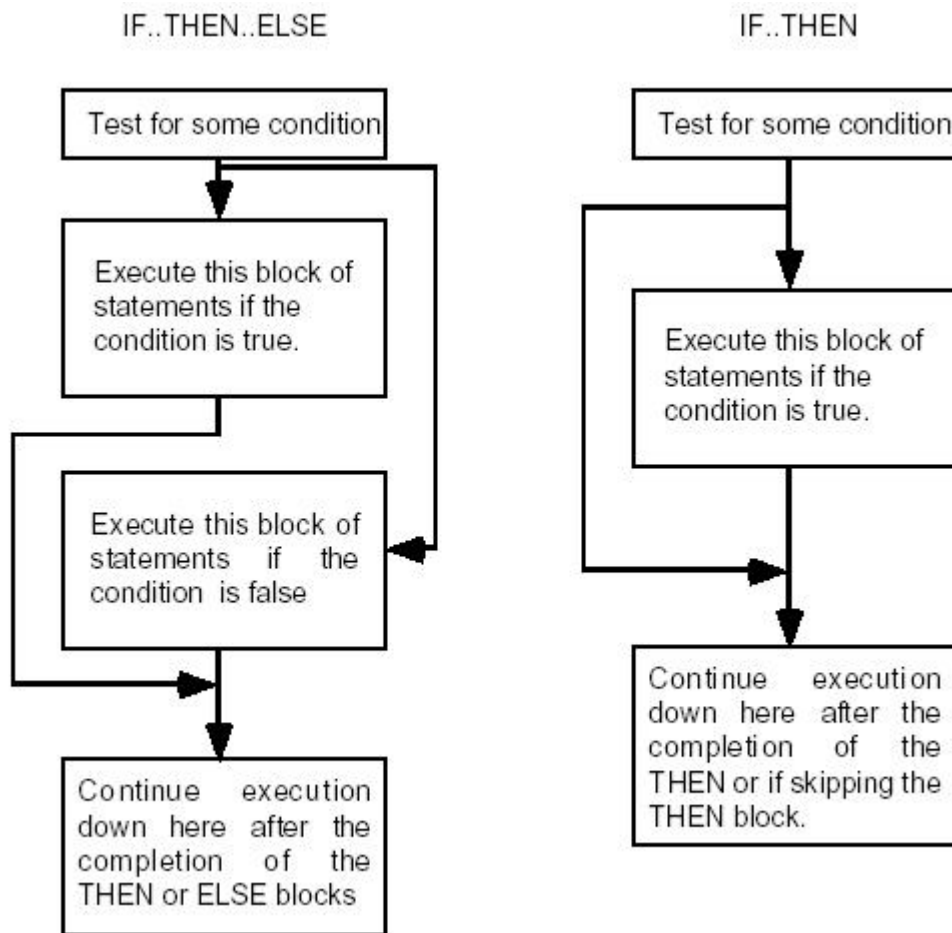 IF..THEN..ELSE
Test for some condition
Execute this block of
statements if the
condition is true.
Execute this block of
statements if the
condition is false
Continue execution
down here after the
completion of the
THEN or ELSE blocks
IF..THEN
Test for some condition
Execute this block of
statements if the
condition is true.
Continue execution
down here after the
completion of the
THEN or if skipping the
THEN block.